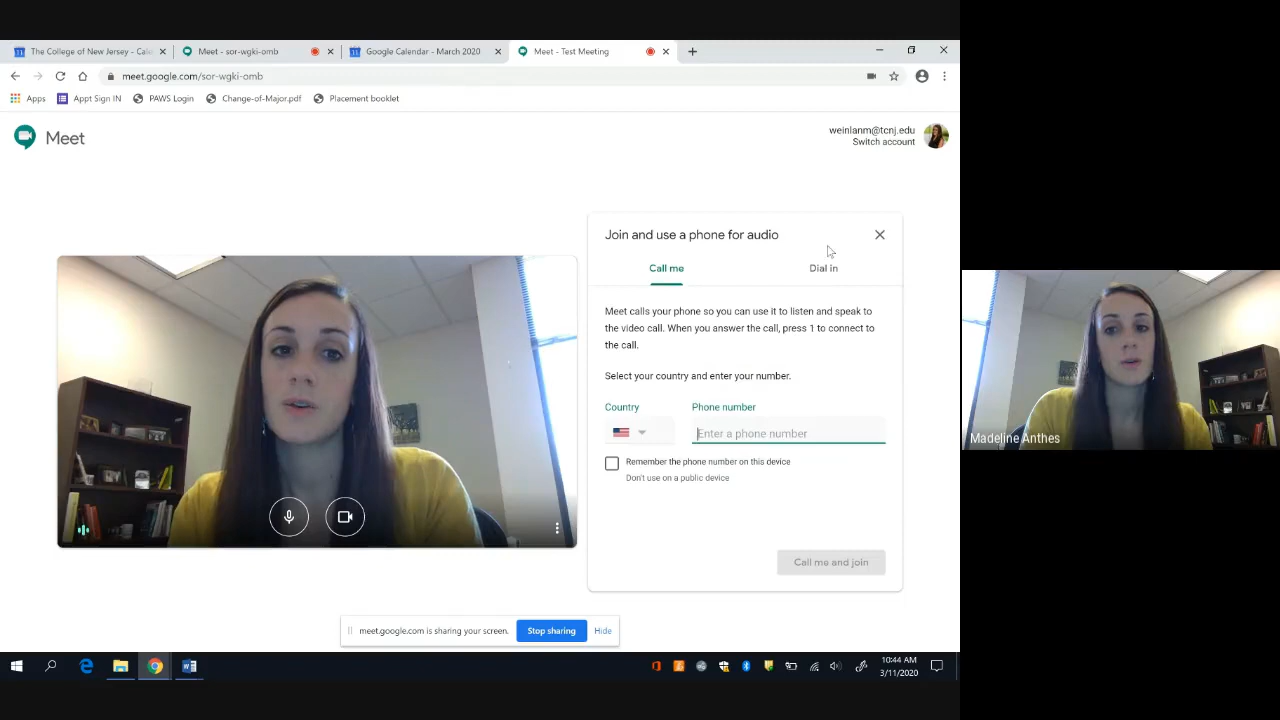 The College of New Jersey - Cale
Meet - sor-wgki-omb
Google Calendar - March 2020
Meet - Test Meeting
meet.google.com/sor-wgki-omb
Apps
Appt Sign IN
PAWS Login
Change-of-Major.pdf
Placement booklet
Meet
weinlanm@tcnj.edu
Switch account
Join and use a phone for audio
Call me
Dial in
Meet calls your phone so you can use it to listen and speak to
the video call. When you answer the call, press 1 to connect to
the call.
Select your country and enter your number.
Country
Phone number
Enter a phone number
Remember the phone number on this device
Don't use on a public device
Call me and join
Madeline Anthes
meet.google.com is sharing your screen.
Stop sharing
Hide
10:44 AM
3/11/2020